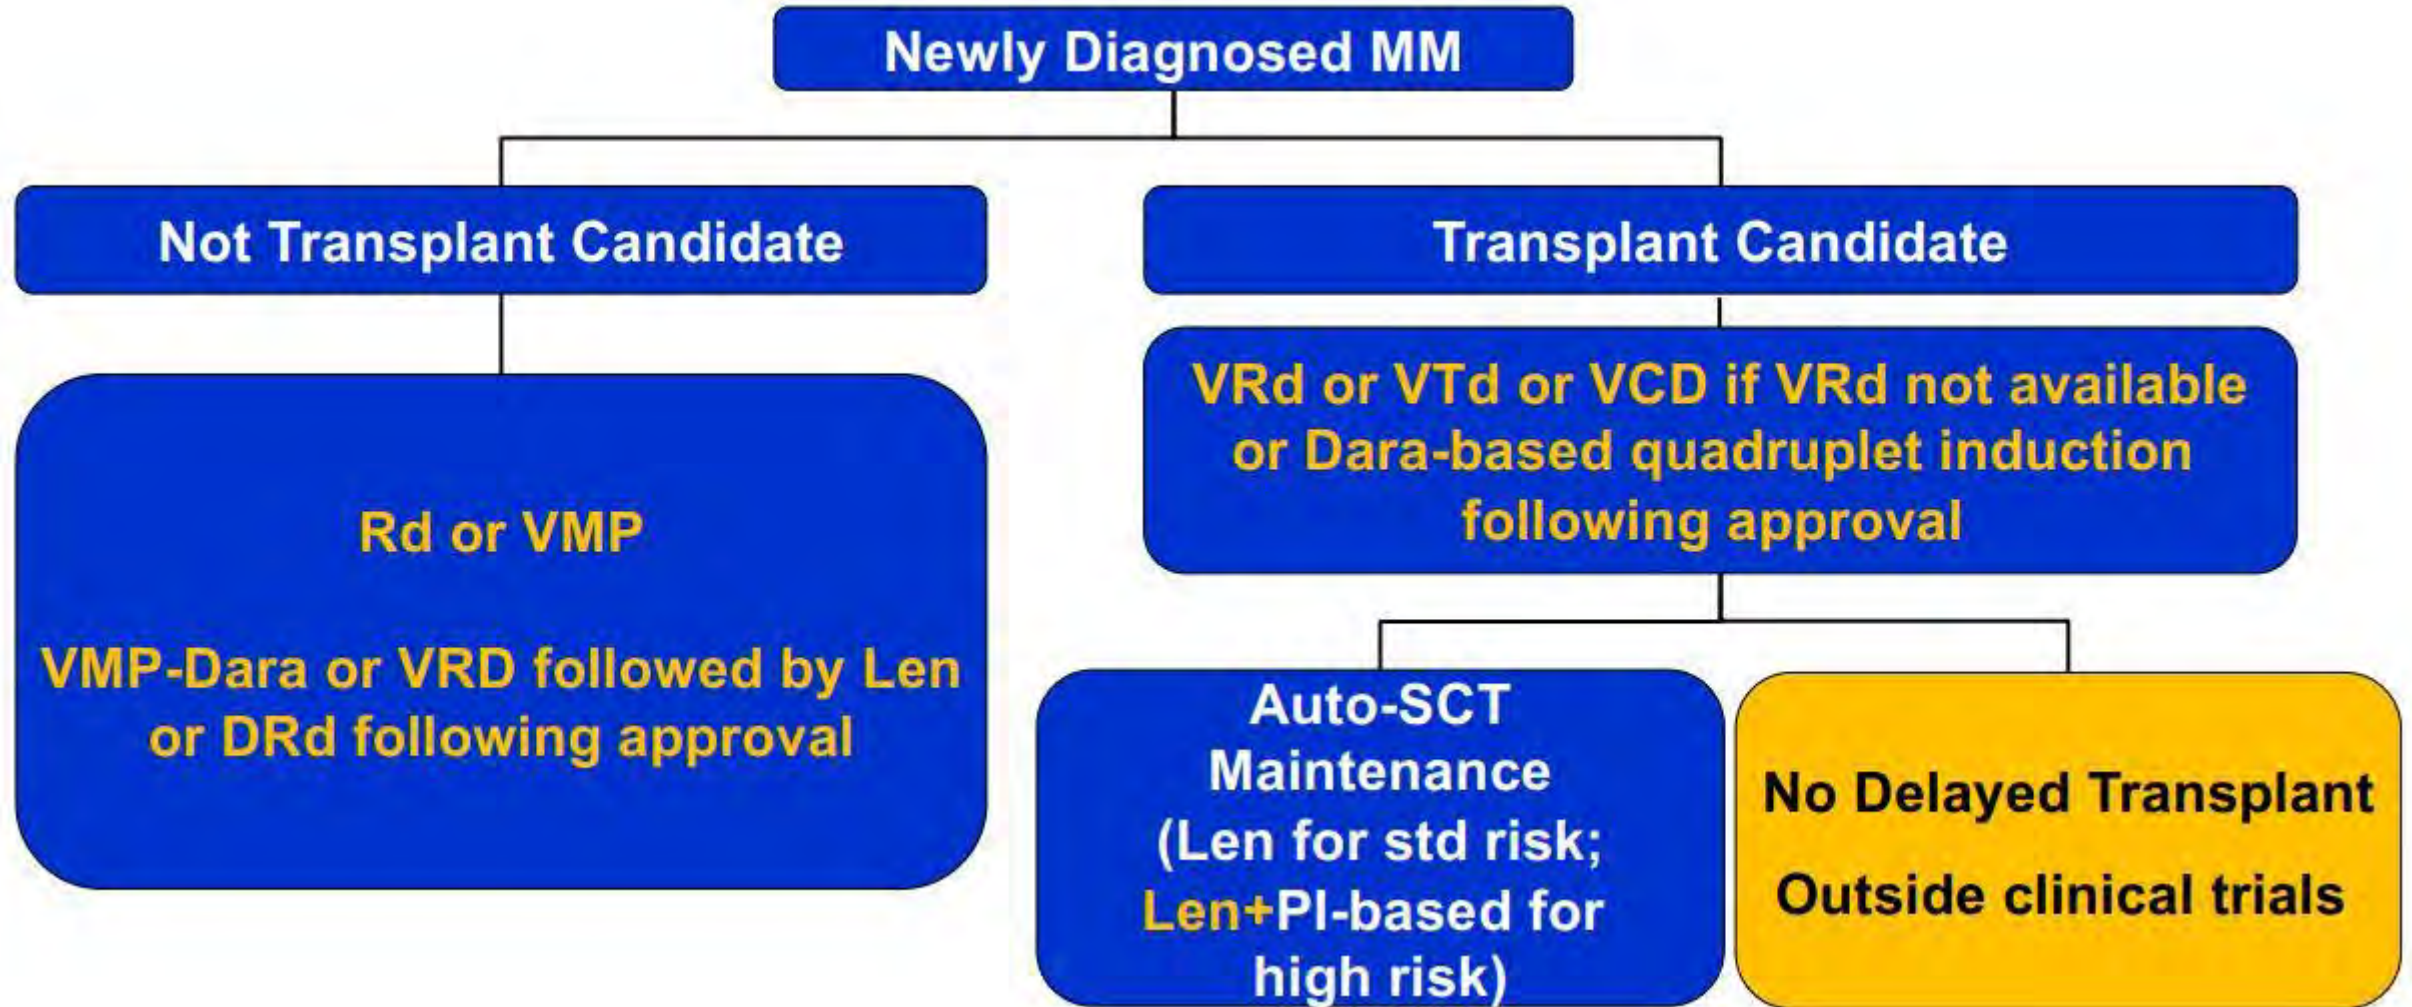 Newly Diagnosed MM
Not Transplant Candidate
Transplant Candidate
Rd or VMP
VMP-Dara or VRD followed by Len
or DRd following approval
VRd or VTd or VCD if VRd not available
or Dara-based quadruplet induction
following approval
Auto-SCT
Maintenance
(Len for std risk;
Len+PI-based for
high risk)
No Delayed Transplant
Outside clinical trials